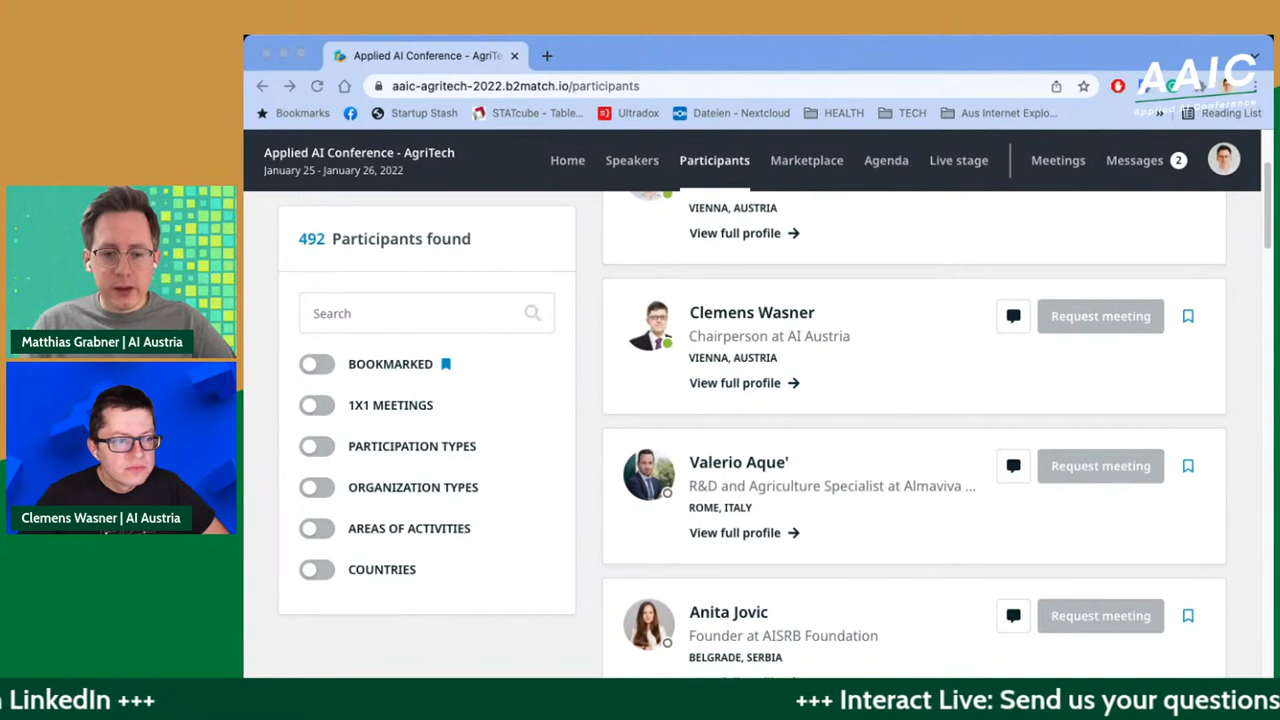 Applied AI Conference - AgriTe
aaic-agritech-2022.b2match.io/participants
AAIC
Applied AI Conference
Bookmarks
Startup Stash
STATcube - Table...
Ultradox
Dateien - Nextcloud
HEALTH
TECH
Aus Internet Explo...
»
Reading List
Applied AI Conference - AgriTech
January 25 - January 26, 2022
Home
Speakers
Participants
Marketplace
Agenda
Live stage
Meetings
Messages 2
492 Participants found
Search
BOOKMARKED
1X1 MEETINGS
PARTICIPATION TYPES
ORGANIZATION TYPES
AREAS OF ACTIVITIES
COUNTRIES
VIENNA, AUSTRIA
View full profile →
Clemens Wasner
Chairperson at AI Austria
VIENNA, AUSTRIA
View full profile →
Request meeting
Valerio Aque'
R&D and Agriculture Specialist at Almaviva ...
ROME, ITALY
View full profile →
Request meeting
Anita Jovic
Founder at AISRB Foundation
BELGRADE, SERBIA
Request meeting
Matthias Grabner | AI Austria
Clemens Wasner | AI Austria
n LinkedIn +++
+++ Interact Live: Send us your questions